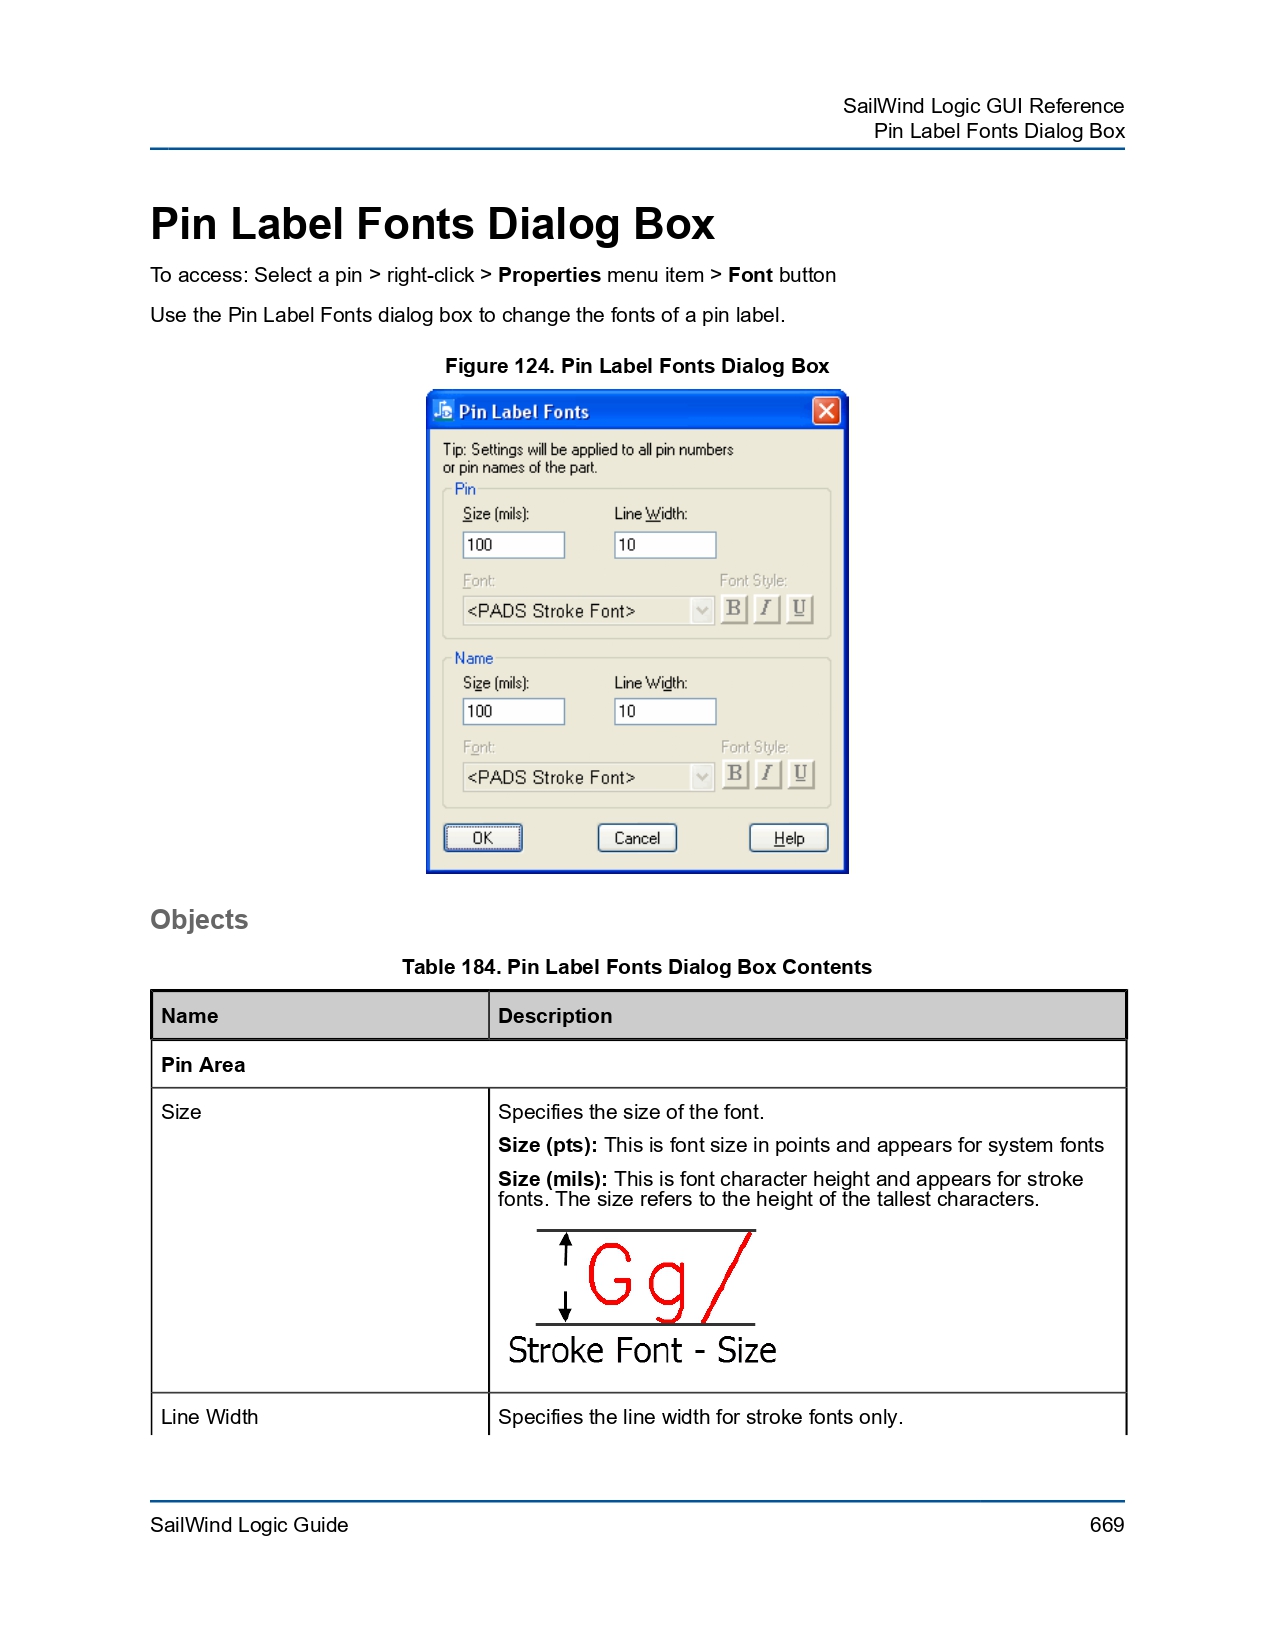 SailWind Logic GUI Reference
Pin Label Fonts Dialog Box
Pin Label Fonts Dialog Box
To access: Select a pin > right-click > Properties menu item > Font button
Use the Pin Label Fonts dialog box to change the fonts of a pin label.
Figure 124. Pin Label Fonts Dialog Box
Pin Label Fonts
Tip: Settings will be applied to all pin numbers
or pin names of the part.
Pin
Size (mils): Line Width:
100 10
Font: Font Style:
<PADS Stroke Font> B I U
Name
Size (mils): Line Width:
100 10
Font: Font Style:
<PADS Stroke Font> B I U
OK Cancel Help
Objects
Table 184. Pin Label Fonts Dialog Box Contents
Name Description
Pin Area
Size Specifies the size of the font.
Size (pts): This is font size in points and appears for system fonts
Size (mils): This is font character height and appears for stroke
fonts. The size refers to the height of the tallest characters.
Gg/
Stroke Font - Size
Line Width Specifies the line width for stroke fonts only.
SailWind Logic Guide 669